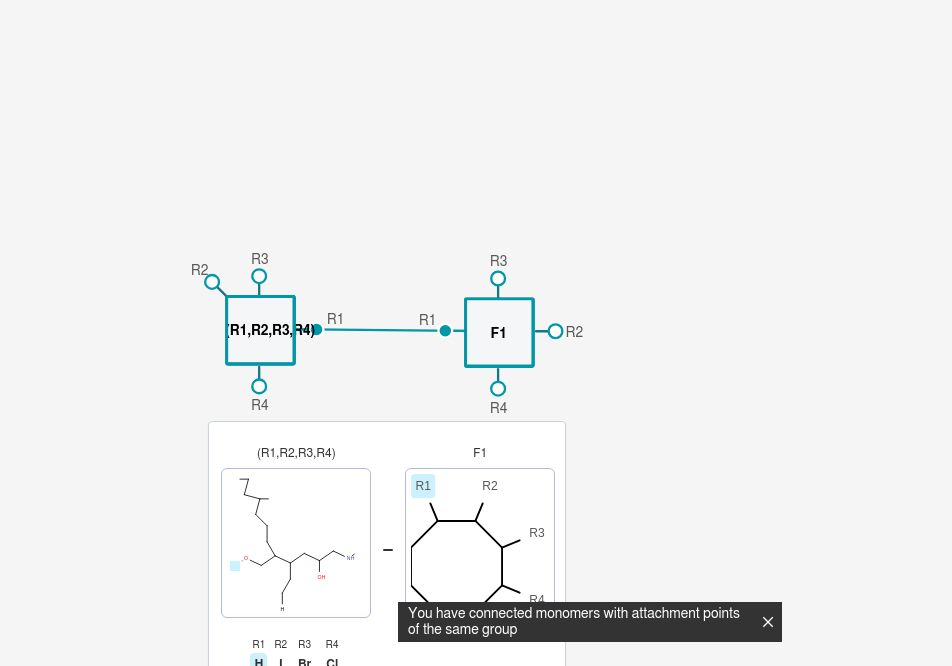 R3
R3
R2
R1
R1
(R1,R2,R3,R4)
F1
R2
R4
R4
(R1,R2,R3,R4)
F1
R1
R2
R3
O
NH
OH
R4
H
You have connected monomers with attachment points
of the same group
R1 R2 R3 R4
H I Br Cl